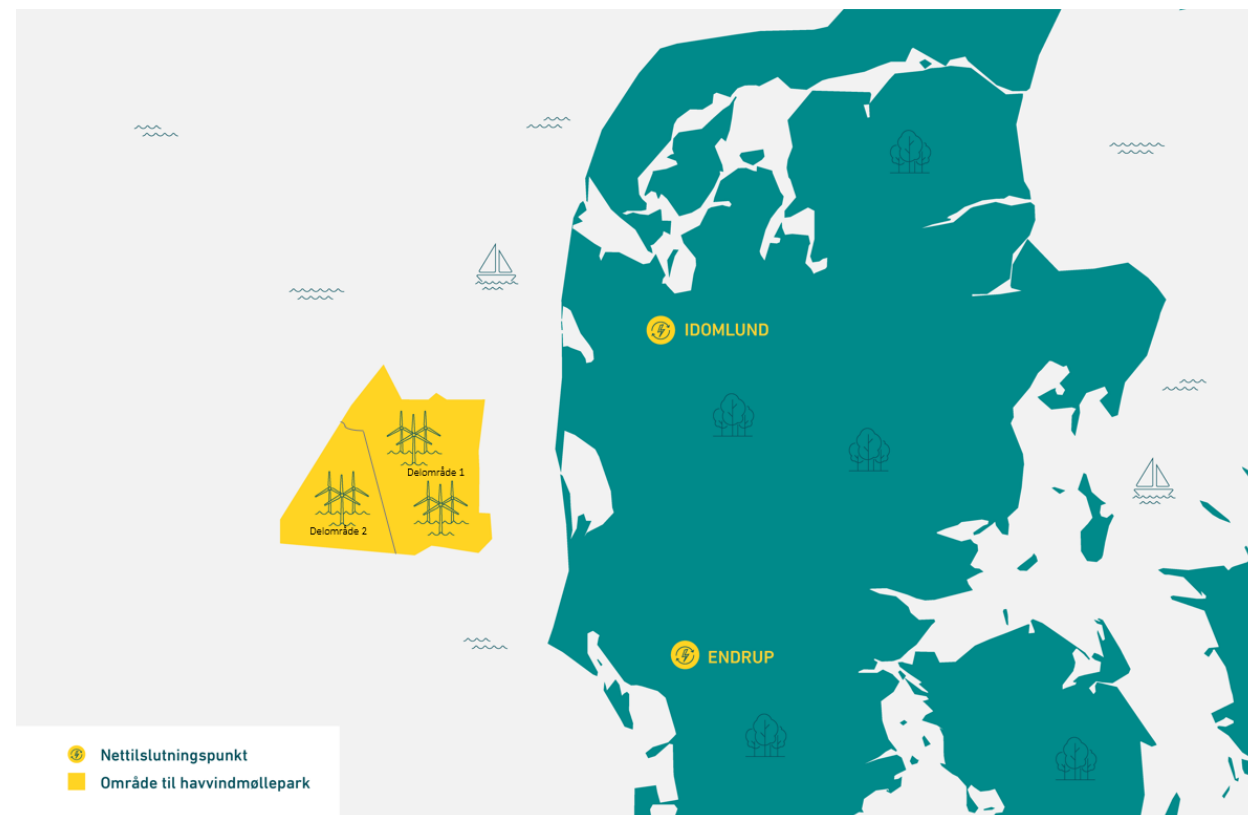 IDOMLUND
Delområde 1
Delområde 2
ENDRUP
Nettilslutningspunkt
Område til havvindmøllepark